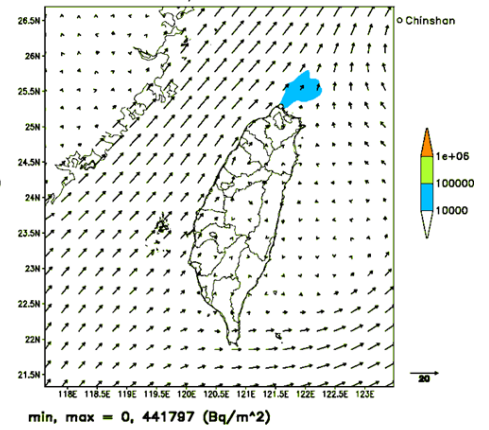 26.5N
Chinshan
26N
25.5N
25N
24.5N
24N
23.5N
23N
22.5N
22N
21.5N
1e+06
100000
10000
118E 118.5E 119E 119.5E 120E 120.5E 121E 121.5E 122E 122.5E 123E
20
min, max = 0, 441797 (Bq/m^2)